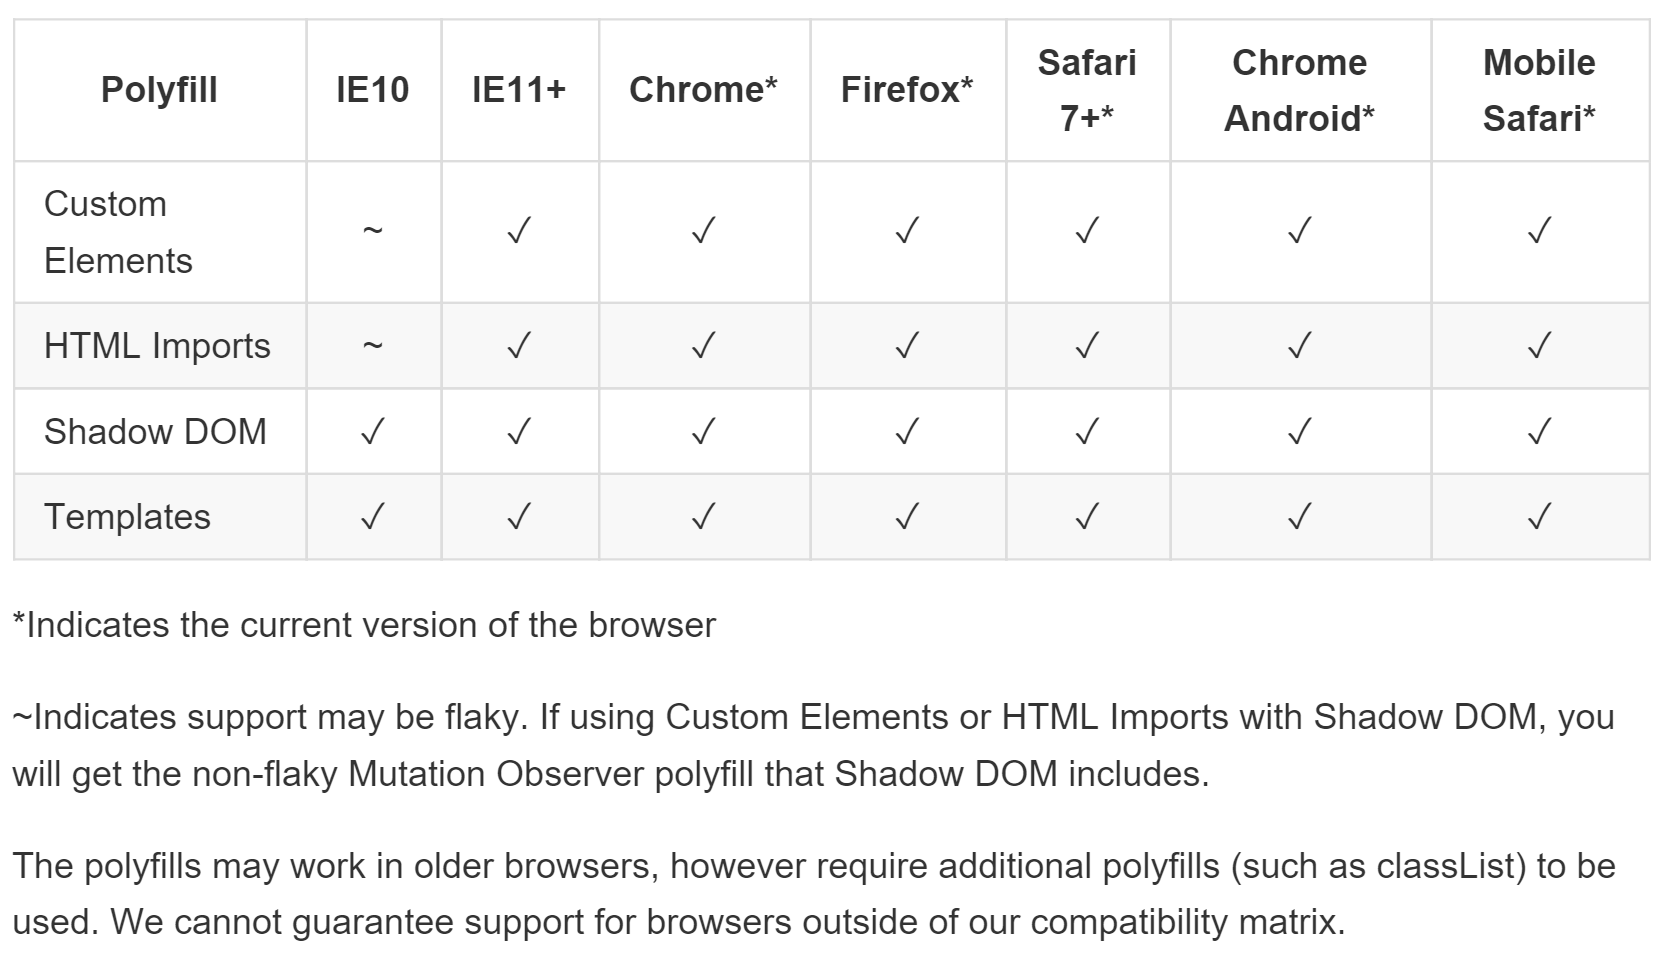 Polyfill IE10 IE11+ Chrome* Firefox* Safari 7+* Chrome Android* Mobile Safari*
Custom Elements ~ ✓ ✓ ✓ ✓ ✓ ✓
HTML Imports ~ ✓ ✓ ✓ ✓ ✓ ✓
Shadow DOM ✓ ✓ ✓ ✓ ✓ ✓ ✓
Templates ✓ ✓ ✓ ✓ ✓ ✓ ✓
*Indicates the current version of the browser
~Indicates support may be flaky. If using Custom Elements or HTML Imports with Shadow DOM, you
will get the non-flaky Mutation Observer polyfill that Shadow DOM includes.
The polyfills may work in older browsers, however require additional polyfills (such as classList) to be
used. We cannot guarantee support for browsers outside of our compatibility matrix.